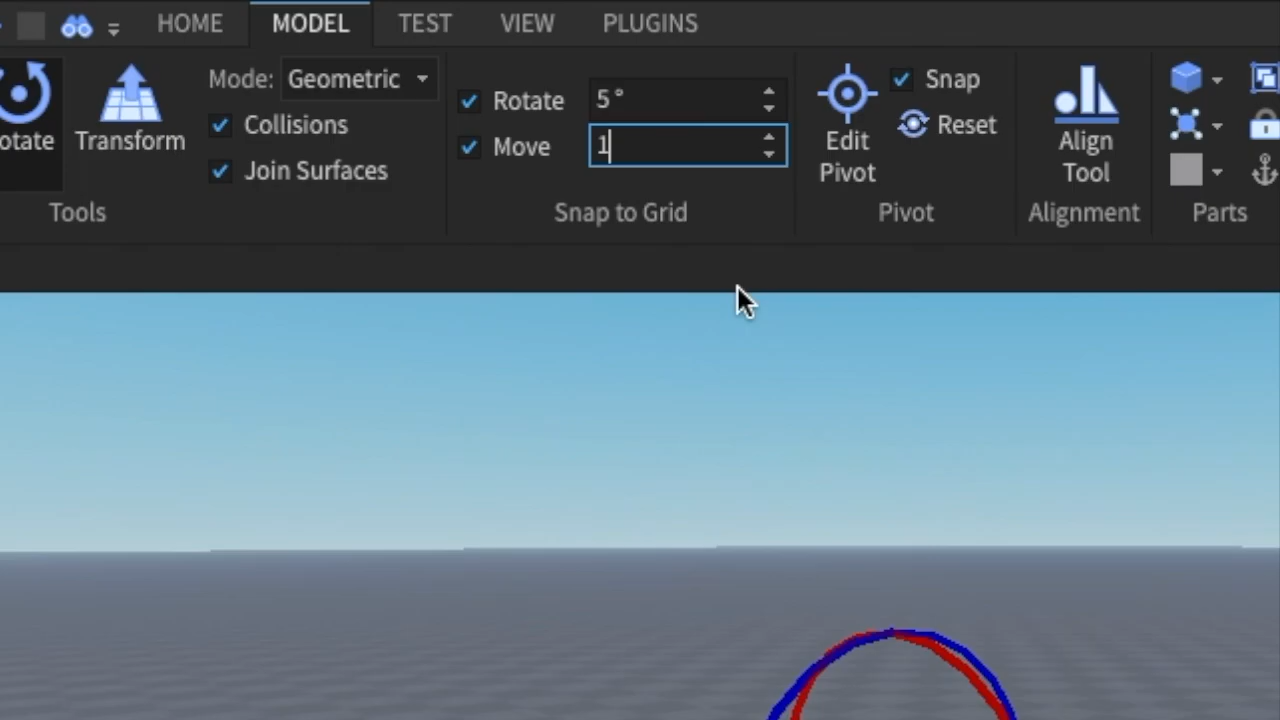 HOME MODEL TEST VIEW PLUGINS
Mode: Geometric
Rotate 5° Snap
otate Transform Collisions Move 1 Edit Pivot Reset Align Tool
Join Surfaces
Tools Snap to Grid Pivot Alignment Parts